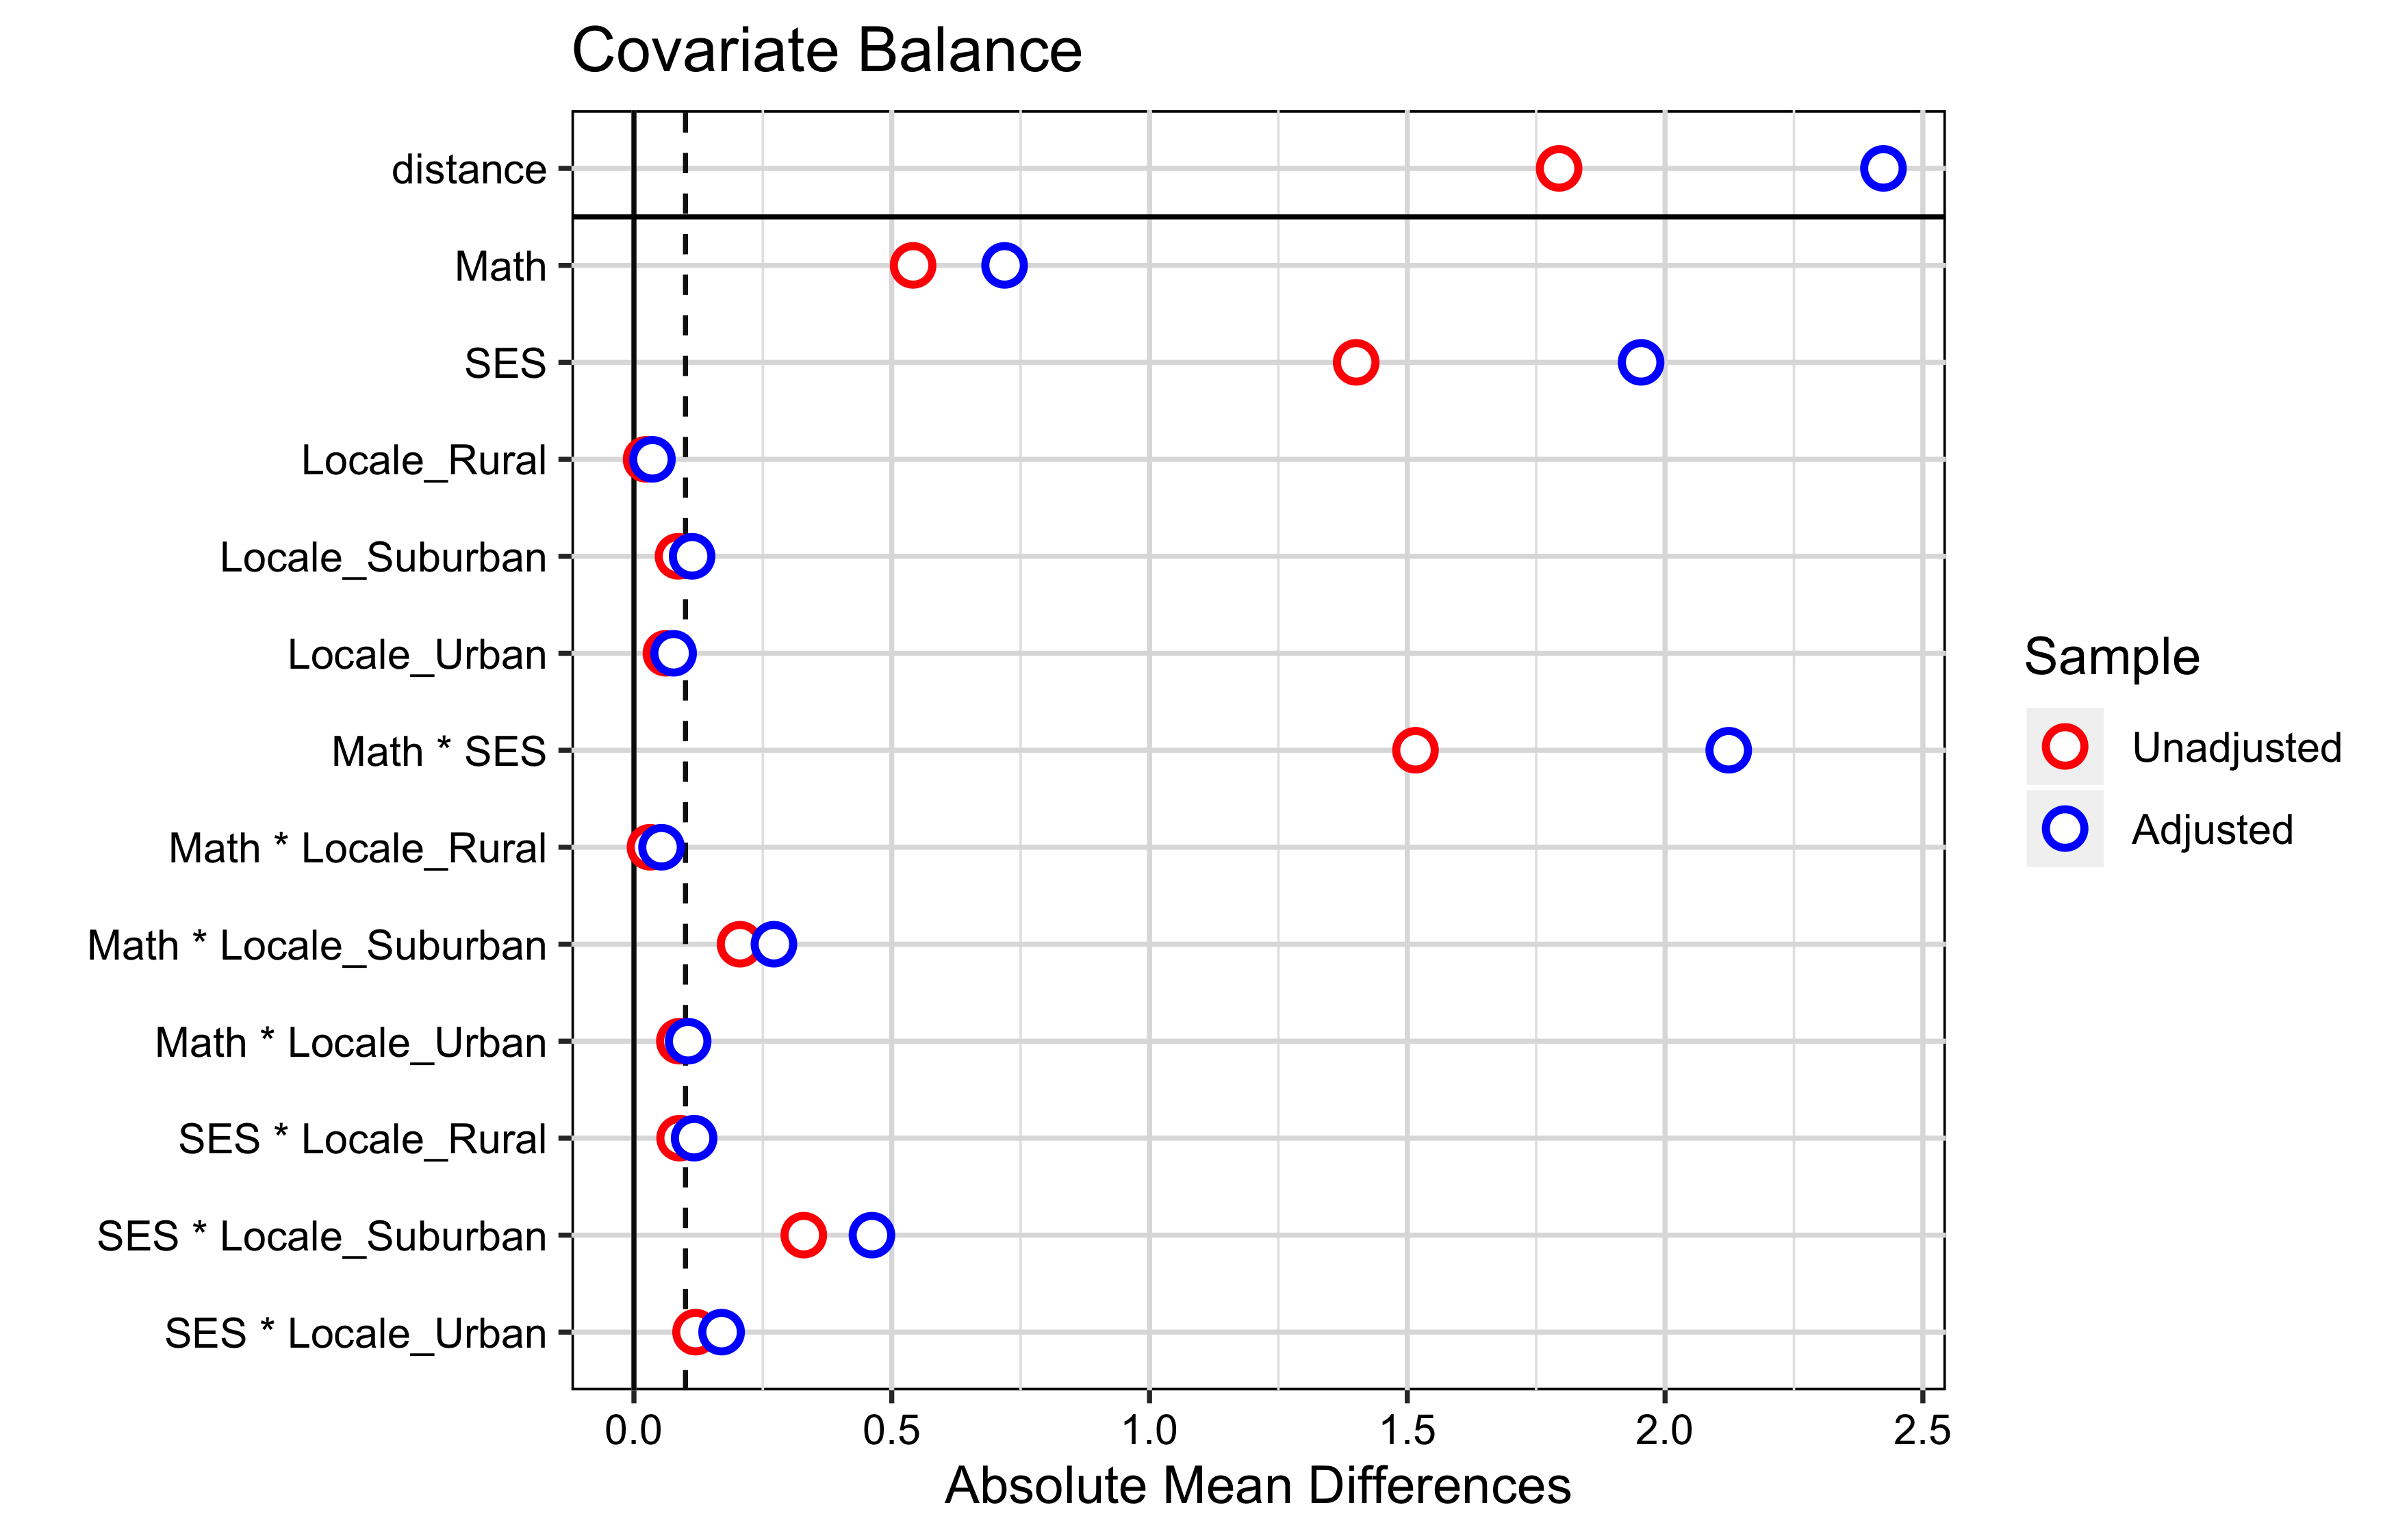 Covariate Balance
distance
Math
SES
Locale_Rural
Locale_Suburban
Locale_Urban
Math * SES
Math * Locale_Rural
Math * Locale_Suburban
Math * Locale_Urban
SES * Locale_Rural
SES * Locale_Suburban
SES * Locale_Urban
0.0 0.5 1.0 1.5 2.0 2.5
Absolute Mean Differences
Sample
Unadjusted
Adjusted